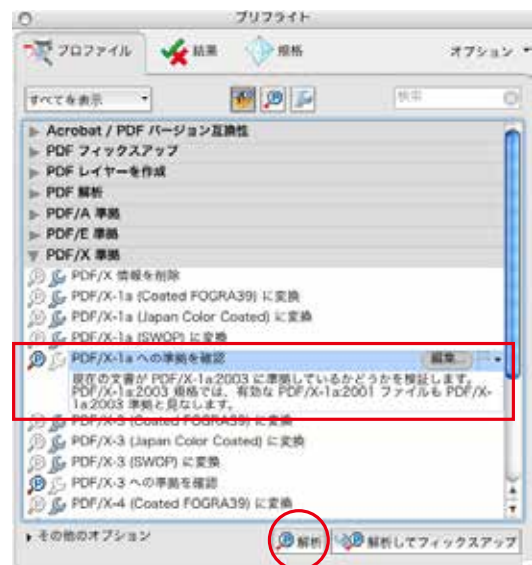 プリフライト
プロファイル 結果 規格 オプション
すべてを表示 検索
Acrobat / PDF バージョン互換性
PDF フィックスアップ
PDF レイヤーを作成
PDF 解析
PDF/A 準拠
PDF/E 準拠
PDF/X 準拠
PDF/X 情報を削除
PDF/X-1a (Coated FOGRA39) に変換
PDF/X-1a (Japan Color Coated) に変換
PDF/X-1a (SWOP) に変換
PDF/X-1a への準拠を確認 編集...
現在の文書が PDF/X-1a:2003 に準拠しているかどうかを検証します。
PDF/X-1a:2003 規格では、有効な PDF/X-1a:2001 ファイルも PDF/X-
1a:2003 準拠と見なします。
PDF/X-3 (Coated FOGRA39) に変換
PDF/X-3 (Japan Color Coated) に変換
PDF/X-3 (SWOP) に変換
PDF/X-3 への準拠を確認
PDF/X-4 (Coated FOGRA39) に変換
その他のオプション 解析 解析してフィックスアップ